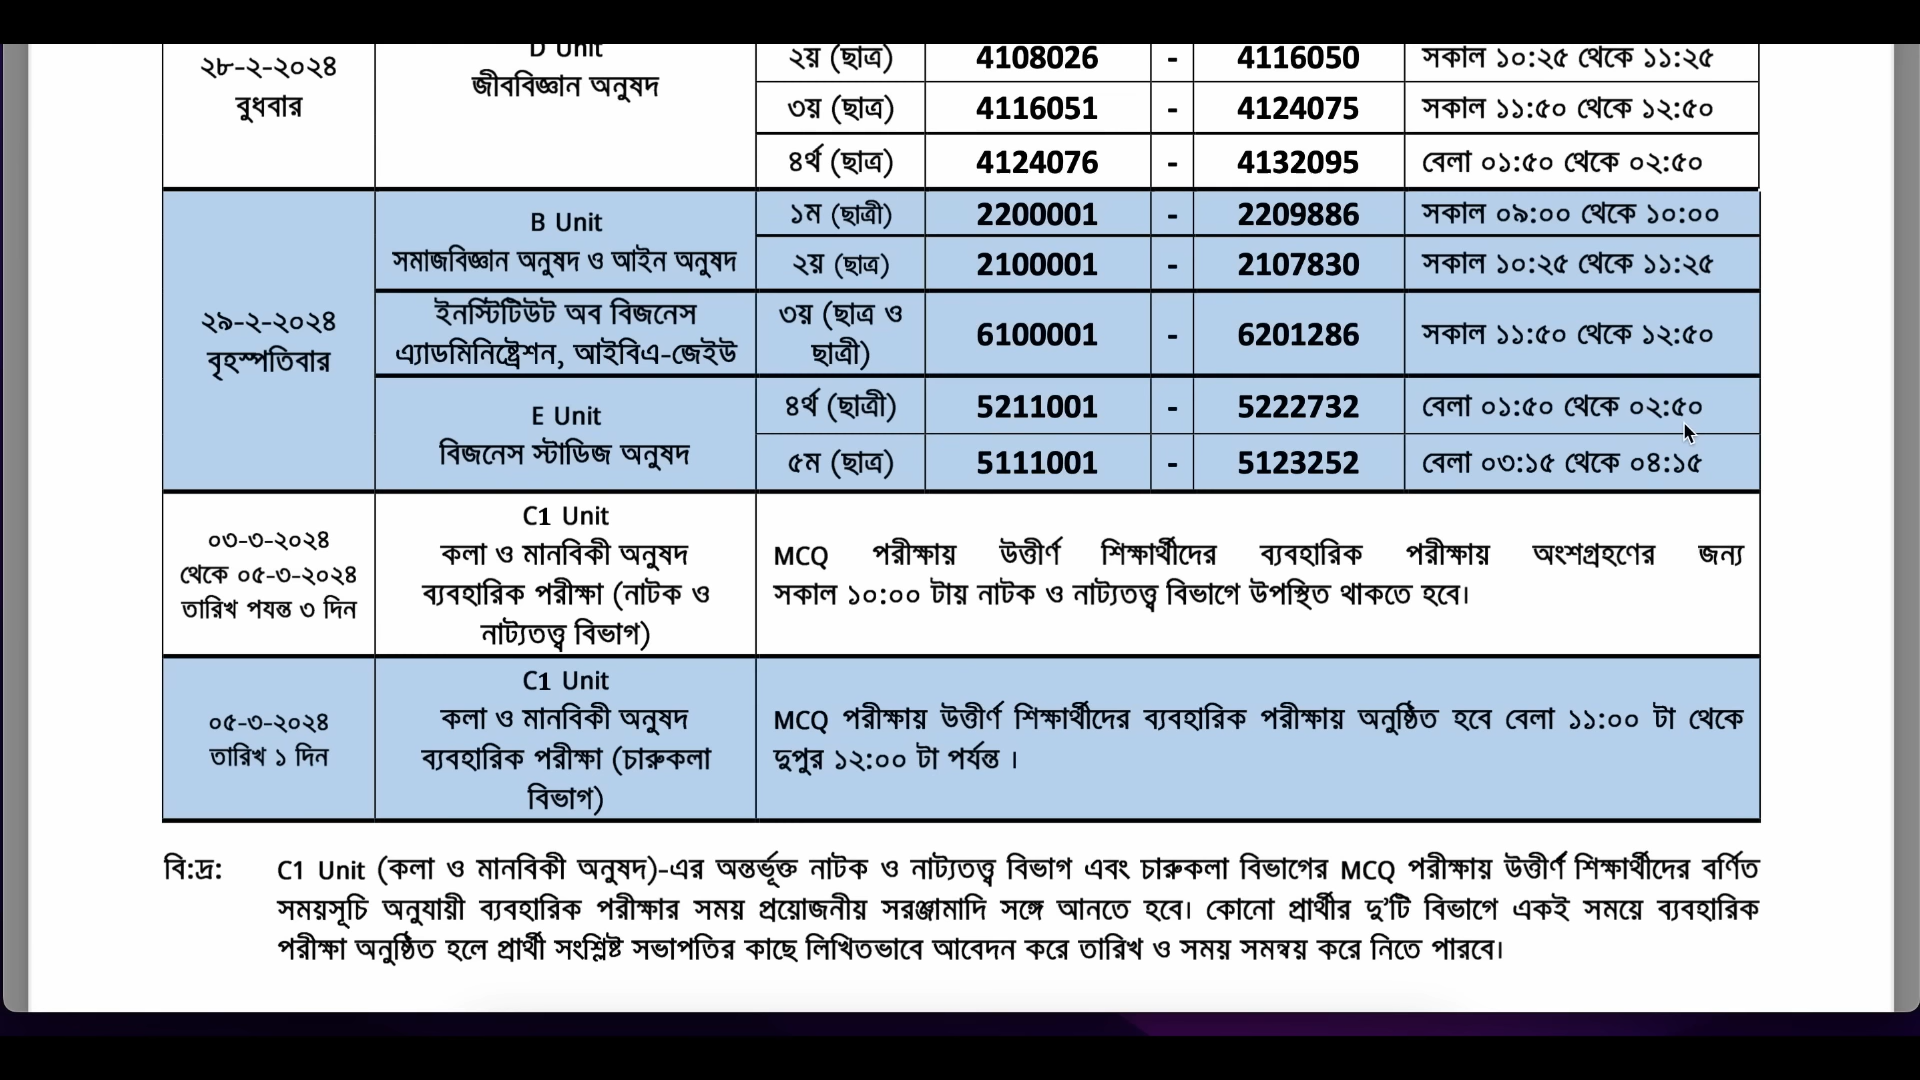 D Unit
২৮-২-২০২৪
বুধবার
জীববিজ্ঞান অনুষদ
২য় (ছাত্র) 4108026 - 4116050 সকাল ১০:২৫ থেকে ১১:২৫
৩য় (ছাত্র) 4116051 - 4124075 সকাল ১১:৫০ থেকে ১২:৫০
৪র্থ (ছাত্র) 4124076 - 4132095 বেলা ০১:৫০ থেকে ০২:৫০
২৯-২-২০২৪
বৃহস্পতিবার
B Unit
সমাজবিজ্ঞান অনুষদ ও আইন অনুষদ
১ম (ছাত্রী) 2200001 - 2209886 সকাল ০৯:০০ থেকে ১০:০০
২য় (ছাত্র) 2100001 - 2107830 সকাল ১০:২৫ থেকে ১১:২৫
ইনস্টিটিউট অব বিজনেস
এ্যাডমিনিষ্ট্রেশন, আইবিএ-জেইউ
৩য় (ছাত্র ও
ছাত্রী)
6100001 - 6201286 সকাল ১১:৫০ থেকে ১২:৫০
E Unit
বিজনেস স্টাডিজ অনুষদ
৪র্থ (ছাত্রী) 5211001 - 5222732 বেলা ০১:৫০ থেকে ০২:৫০
৫ম (ছাত্র) 5111001 - 5123252 বেলা ০৩:১৫ থেকে ০৪:১৫
০৩-৩-২০২৪
থেকে ০৫-৩-২০২৪
তারিখ পযন্ত ৩ দিন
C1 Unit
কলা ও মানবিকী অনুষদ
ব্যবহারিক পরীক্ষা (নাটক ও
নাট্যতত্ত্ব বিভাগ)
MCQ পরীক্ষায় উত্তীর্ণ শিক্ষার্থীদের ব্যবহারিক পরীক্ষায় অংশগ্রহণের জন্য
সকাল ১০:০০ টায় নাটক ও নাট্যতত্ত্ব বিভাগে উপস্থিত থাকতে হবে।
০৫-৩-২০২৪
তারিখ ১ দিন
C1 Unit
কলা ও মানবিকী অনুষদ
ব্যবহারিক পরীক্ষা (চারুকলা
বিভাগ)
MCQ পরীক্ষায় উত্তীর্ণ শিক্ষার্থীদের ব্যবহারিক পরীক্ষায় অনুষ্ঠিত হবে বেলা ১১:০০ টা থেকে
দুপুর ১২:০০ টা পর্যন্ত ।
বি:দ্র: C1 Unit (কলা ও মানবিকী অনুষদ)-এর অন্তর্ভূক্ত নাটক ও নাট্যতত্ত্ব বিভাগ এবং চারুকলা বিভাগের MCQ পরীক্ষায় উত্তীর্ণ শিক্ষার্থীদের বর্ণিত
সময়সূচি অনুযায়ী ব্যবহারিক পরীক্ষার সময় প্রয়োজনীয় সরঞ্জামাদি সঙ্গে আনতে হবে। কোনো প্রার্থীর দু'টি বিভাগে একই সময়ে ব্যবহারিক
পরীক্ষা অনুষ্ঠিত হলে প্রার্থী সংশ্লিষ্ট সভাপতির কাছে লিখিতভাবে আবেদন করে তারিখ ও সময় সমন্বয় করে নিতে পারবে।